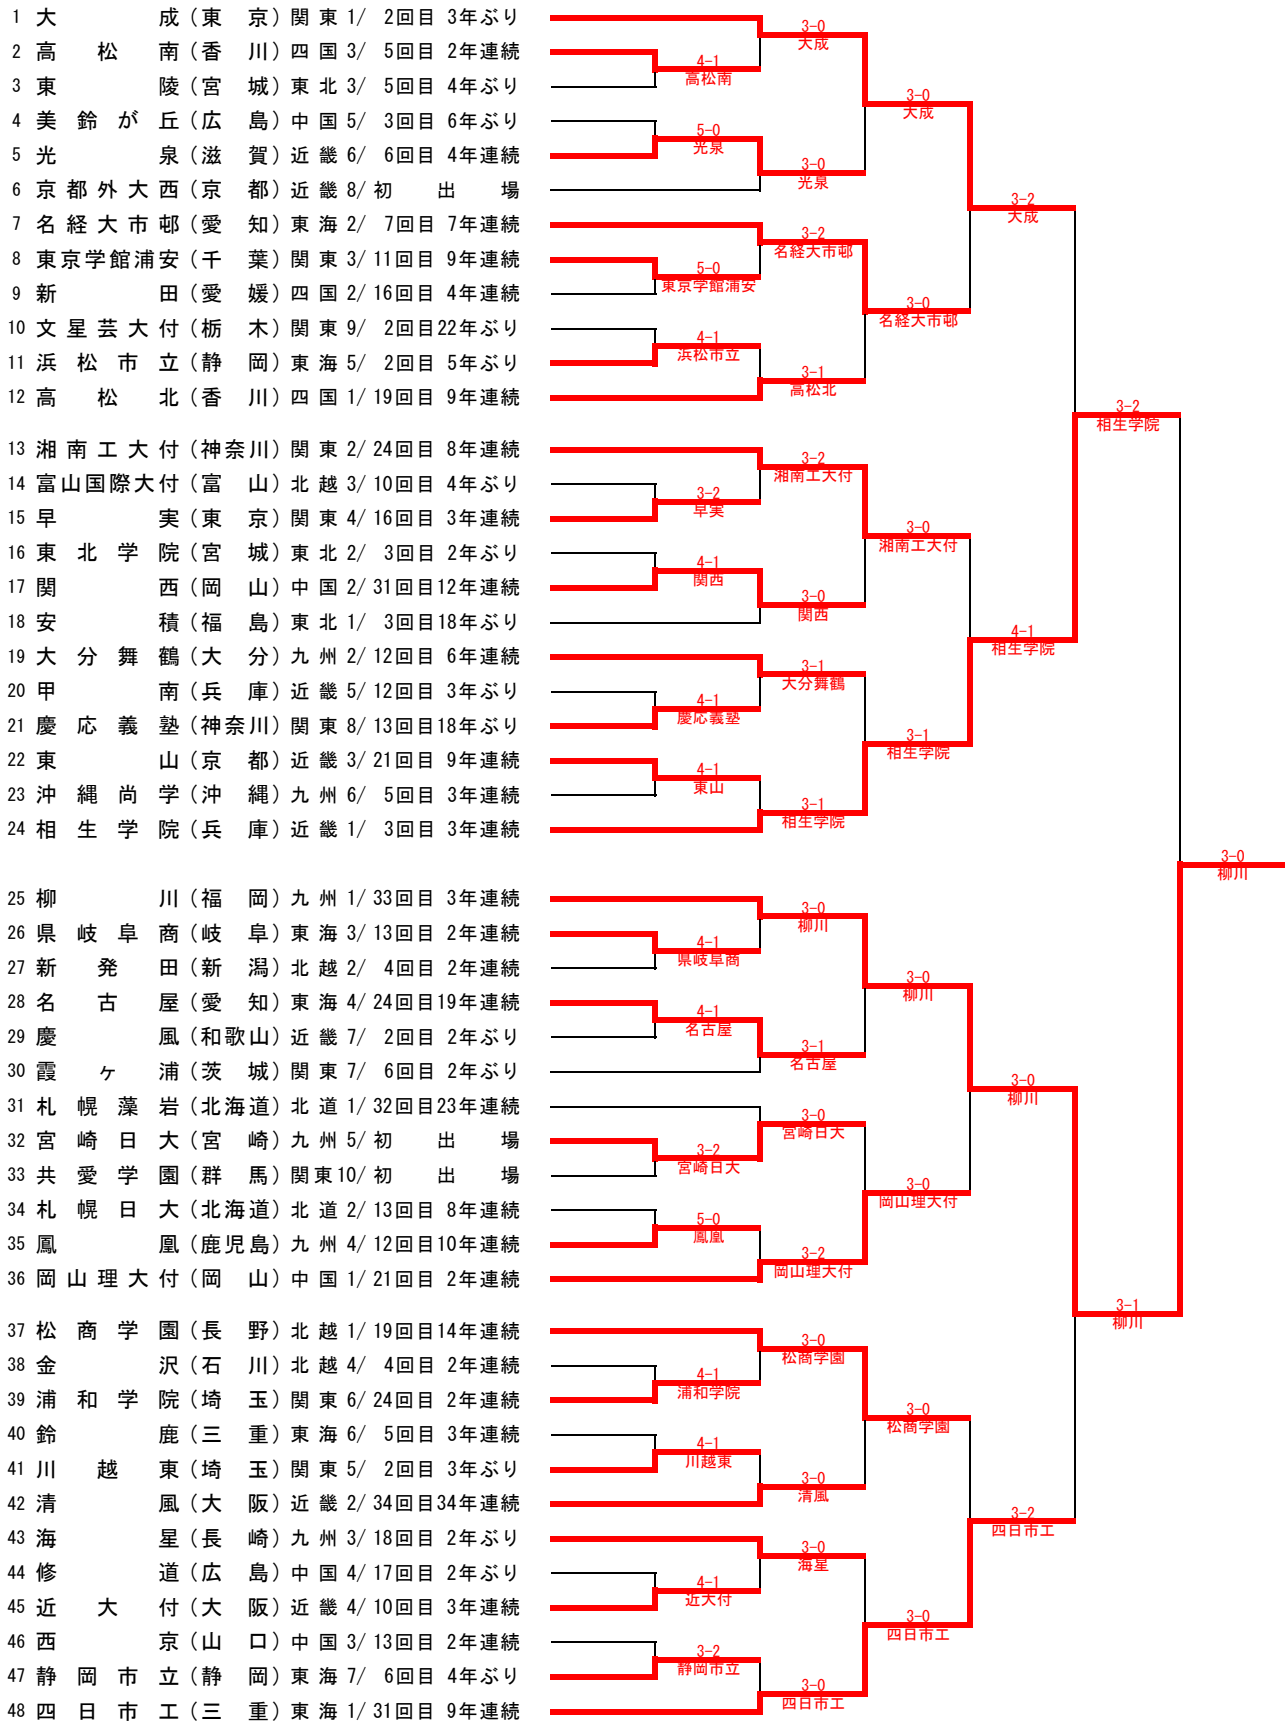 1 大 成 (東 京) 関 東 1/ 2回目 3年ぶり
2 高 松 南 (香 川) 四 国 3/ 5回目 2年連続
3 東 陵 (宮 城) 東 北 3/ 5回目 4年ぶり
4 美 鈴 が 丘 (広 島) 中 国 5/ 3回目 6年ぶり
5 光 泉 (滋 賀) 近 畿 6/ 6回目 4年連続
6 京 都 外 大 西 (京 都) 近 畿 8/ 初 出 場
7 名 経 大 市 邨 (愛 知) 東 海 2/ 7回目 7年連続
8 東京学館浦安 (千 葉) 関 東 3/ 11回目 9年連続
9 新 田 (愛 媛) 四 国 2/ 16回目 4年連続
10 文 星 芸 大 付 (栃 木) 関 東 9/ 2回目 22年ぶり
11 浜 松 市 立 (静 岡) 東 海 5/ 2回目 5年ぶり
12 高 松 北 (香 川) 四 国 1/ 19回目 9年連続
13 湘 南 工 大 付 (神奈川) 関 東 2/ 24回目 8年連続
14 富山国際大付 (富 山) 北 越 3/ 10回目 4年ぶり
15 早 実 (東 京) 関 東 4/ 16回目 3年連続
16 東 北 学 院 (宮 城) 東 北 2/ 3回目 2年ぶり
17 関 西 (岡 山) 中 国 2/ 31回目 12年連続
18 安 積 (福 島) 東 北 1/ 3回目 18年ぶり
19 大 分 舞 鶴 (大 分) 九 州 2/ 12回目 6年連続
20 甲 南 (兵 庫) 近 畿 5/ 12回目 3年ぶり
21 慶 応 義 塾 (神奈川) 関 東 8/ 13回目 18年ぶり
22 東 山 (京 都) 近 畿 3/ 21回目 9年連続
23 沖 縄 尚 学 (沖 縄) 九 州 6/ 5回目 3年連続
24 相 生 学 院 (兵 庫) 近 畿 1/ 3回目 3年連続
25 柳 川 (福 岡) 九 州 1/ 33回目 3年連続
26 県 岐 阜 商 (岐 阜) 東 海 3/ 13回目 2年連続
27 新 発 田 (新 潟) 北 越 2/ 4回目 2年連続
28 名 古 屋 (愛 知) 東 海 4/ 24回目 19年連続
29 慶 風 (和歌山) 近 畿 7/ 2回目 2年ぶり
30 霞 ヶ 浦 (茨 城) 関 東 7/ 6回目 2年ぶり
31 札 幌 藻 岩 (北海道) 北 道 1/ 32回目 23年連続
32 宮 崎 日 大 (宮 崎) 九 州 5/ 初 出 場
33 共 愛 学 園 (群 馬) 関 東 10/ 初 出 場
34 札 幌 日 大 (北海道) 北 道 2/ 13回目 8年連続
35 鳳 凰 (鹿児島) 九 州 4/ 12回目 10年連続
36 岡 山 理 大 付 (岡 山) 中 国 1/ 21回目 2年連続
37 松 商 学 園 (長 野) 北 越 1/ 19回目 14年連続
38 金 沢 (石 川) 北 越 4/ 4回目 2年連続
39 浦 和 学 院 (埼 玉) 関 東 6/ 24回目 2年連続
40 鈴 鹿 (三 重) 東 海 6/ 5回目 3年連続
41 川 越 東 (埼 玉) 関 東 5/ 2回目 3年ぶり
42 清 風 (大 阪) 近 畿 2/ 34回目 34年連続
43 海 星 (長 崎) 九 州 3/ 18回目 2年ぶり
44 修 道 (広 島) 中 国 4/ 17回目 2年ぶり
45 近 大 付 (大 阪) 近 畿 4/ 10回目 3年連続
46 西 京 (山 口) 中 国 3/ 13回目 2年連続
47 静 岡 市 立 (静 岡) 東 海 7/ 6回目 4年ぶり
48 四 日 市 工 (三 重) 東 海 1/ 31回目 9年連続
4-1
高松南
5-0
光泉
5-0
東京学館浦安
4-1
浜松市立
3-2
早実
4-1
関西
4-1
慶応義塾
4-1
東山
4-1
県岐阜商
4-1
名古屋
3-2
宮崎日大
5-0
鳳凰
4-1
浦和学院
4-1
川越東
4-1
近大付
3-2
静岡市立
3-0
大成
3-0
光泉
3-2
名経大市邨
3-1
高松北
3-2
湘南工大付
3-0
関西
3-1
大分舞鶴
3-1
相生学院
3-0
柳川
3-1
名古屋
3-0
宮崎日大
3-2
岡山理大付
3-0
松商学園
3-0
清風
3-0
海星
3-0
四日市工
3-0
大成
3-0
名経大市邨
3-0
湘南工大付
3-1
相生学院
3-0
柳川
3-0
岡山理大付
3-0
松商学園
3-0
四日市工
3-2
大成
4-1
相生学院
3-0
柳川
3-2
四日市工
3-2
相生学院
3-1
柳川
3-0
柳川